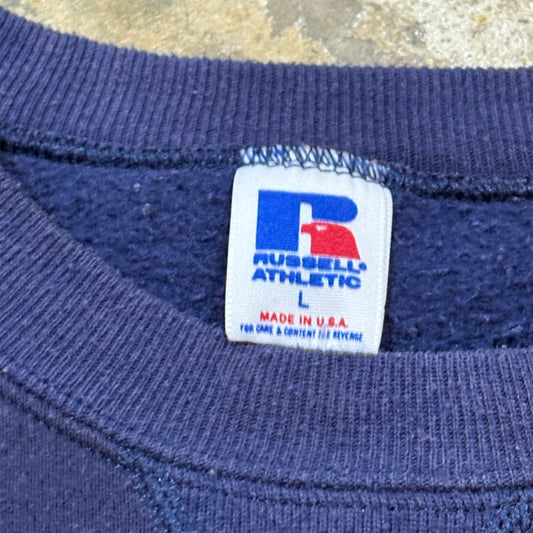 R
RUSSELL®
ATHLETIC
L
MADE IN U.S.A.
FOR CARE & CONTENT SEE REVERSE